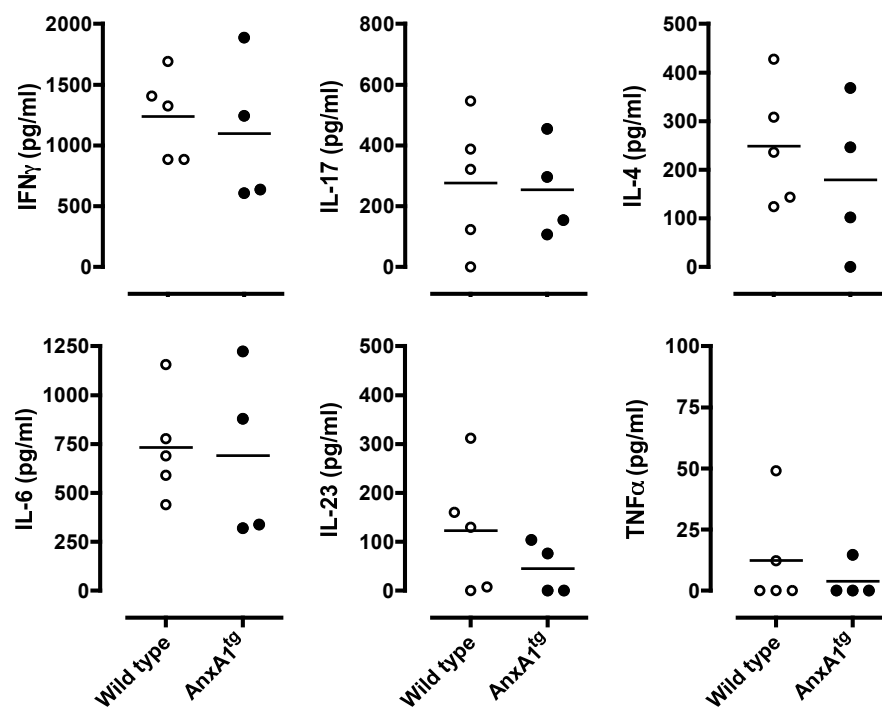 IFNγ (pg/ml)
2000
1500
1000
500
0
IL-17 (pg/ml)
800
600
400
200
0
IL-4 (pg/ml)
500
400
300
200
100
0
IL-6 (pg/ml)
1250
1000
750
500
250
0
Wild type
AnxA1tg
IL-23 (pg/ml)
500
400
300
200
100
0
Wild type
AnxA1tg
TNFα (pg/ml)
100
75
50
25
0
Wild type
AnxA1tg